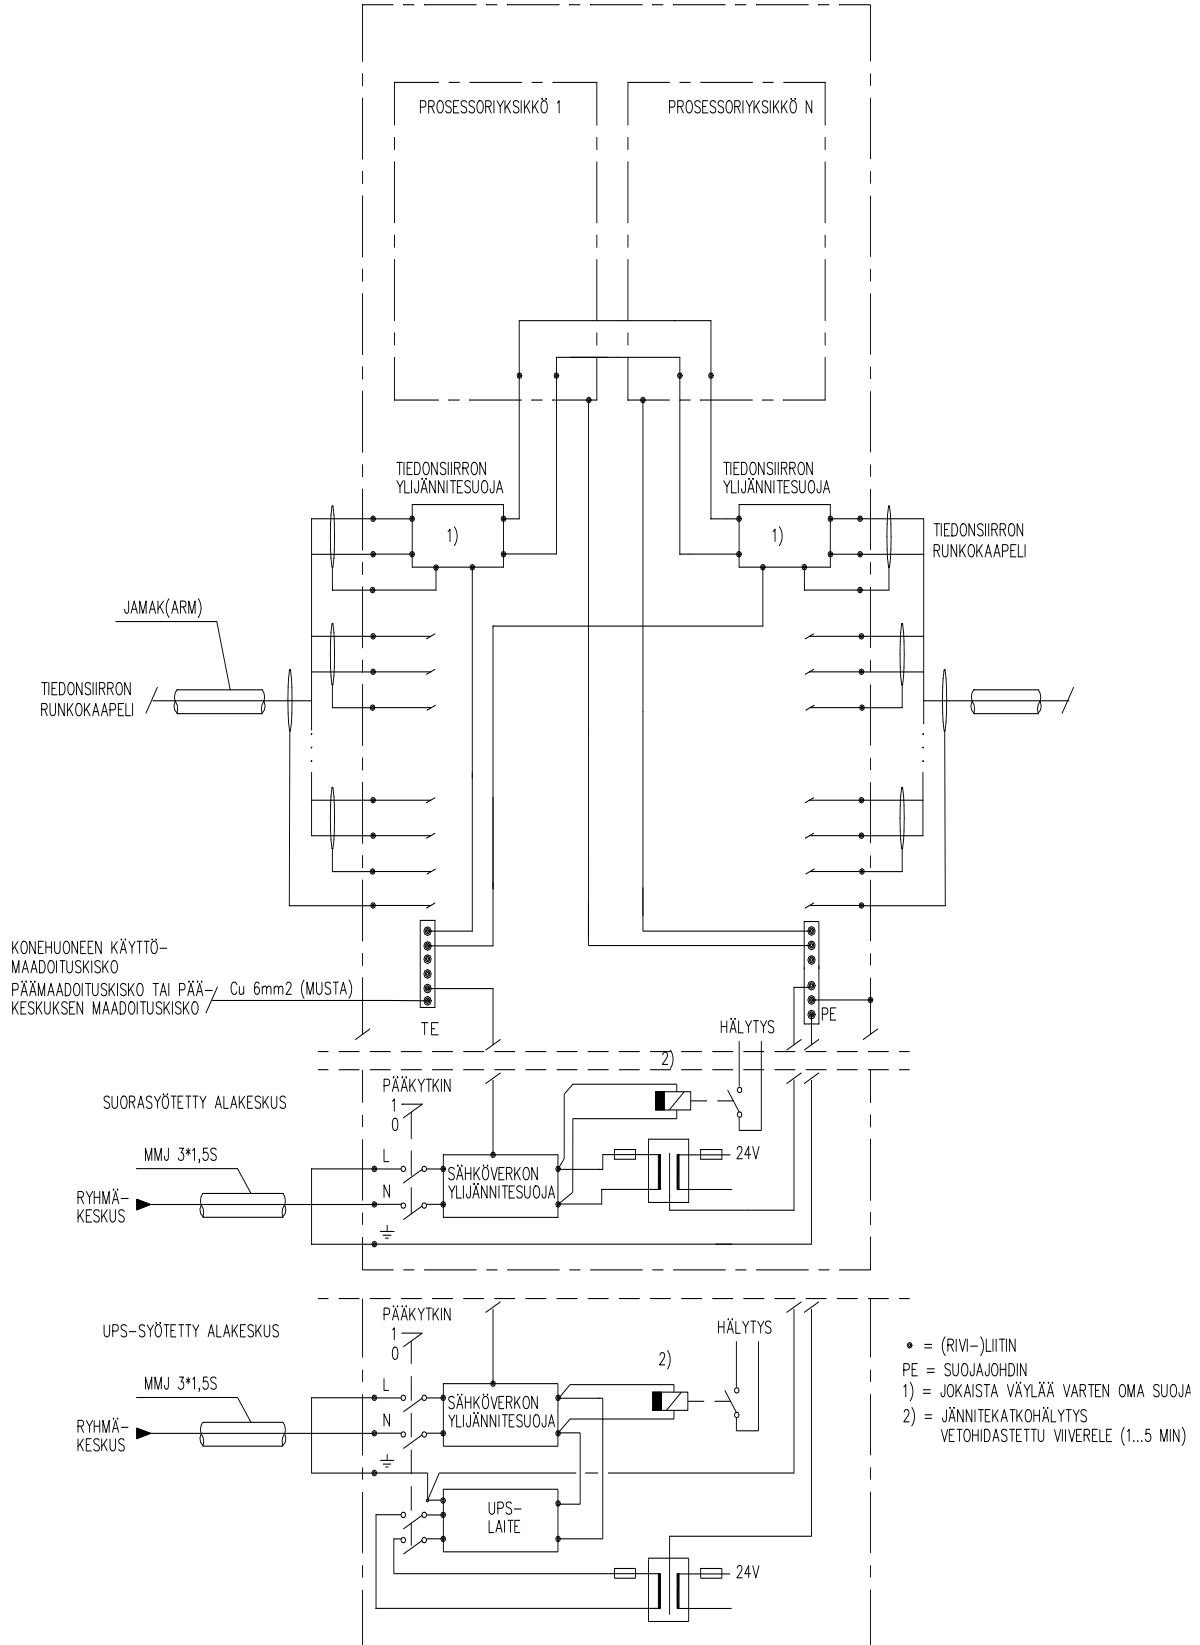 PROSESSORIYKSIKKÖ 1
PROSESSORIYKSIKKÖ N
TIEDONSIIRRON
YLIJÄNNITESUOJA
1)
TIEDONSIIRRON
YLIJÄNNITESUOJA
1)
TIEDONSIIRRON
RUNKOKAAPELI
JAMAK(ARM)
TIEDONSIIRRON
RUNKOKAAPELI
KONEHUONEEN KÄYTTÖ-
MAADOITUSKISKO
PÄÄMAADOITUSKISKO TAI PÄÄ-
KESKUKSEN MAADOITUSKISKO
Cu 6mm2 (MUSTA)
TE
PE
HÄLYTYS
2)
PÄÄKYTKIN
1
0
SUORASYÖTETTY ALAKESKUS
MMJ 3*1,5S
L
N
SÄHKÖVERKON
YLIJÄNNITESUOJA
24V
RYHMÄ-
KESKUS
PÄÄKYTKIN
1
0
UPS-SYÖTETTY ALAKESKUS
HÄLYTYS
2)
MMJ 3*1,5S
L
N
SÄHKÖVERKON
YLIJÄNNITESUOJA
RYHMÄ-
KESKUS
UPS-
LAITE
24V
= (RIVI-)LIITIN
PE = SUOJAJOHDIN
1) = JOKAISTA VÄYLÄÄ VARTEN OMA SUOJA
2) = JÄNNITEKATKOHÄLYTYS
VETOHIDASTETTU VIIVERELE (1...5 MIN)